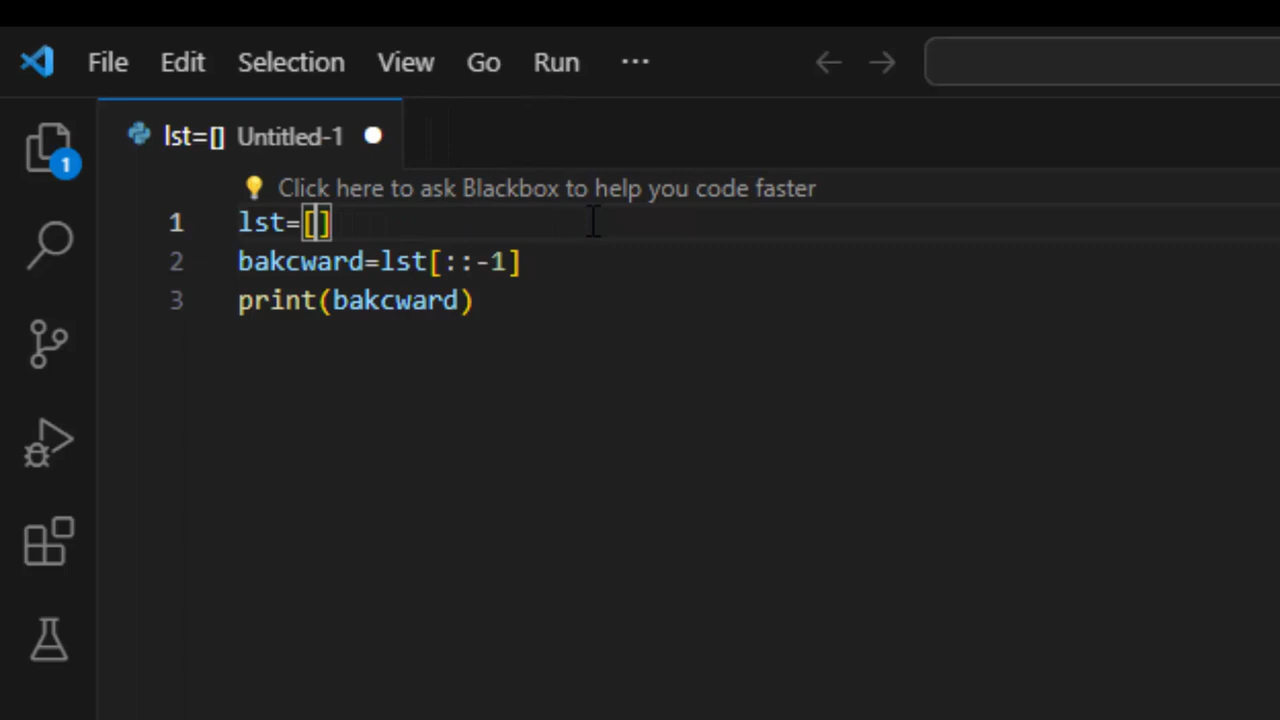 File Edit Selection View Go Run ···
lst=[] Untitled-1
1
Click here to ask Blackbox to help you code faster
1 lst=[]
2 bakcward=lst[::-1]
3 print(bakcward)